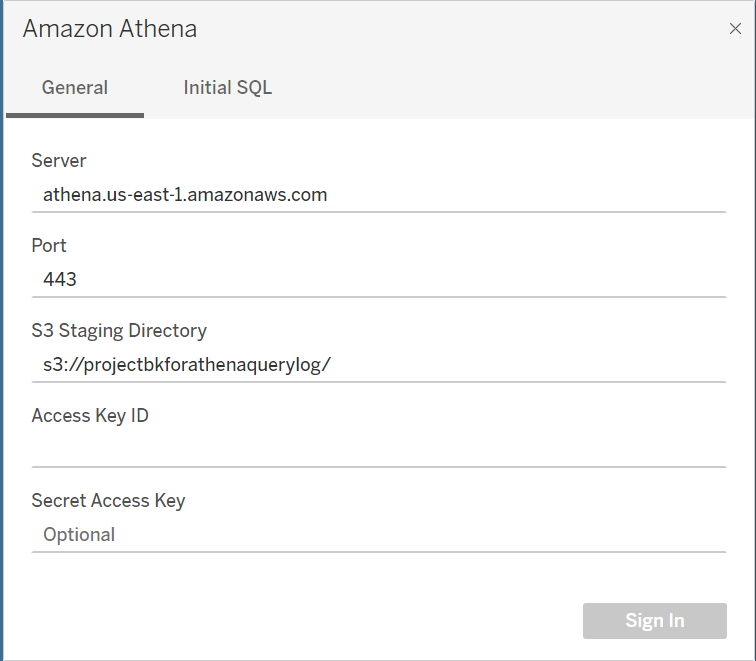 Amazon Athena
General Initial SQL
Server
athena.us-east-1.amazonaws.com
Port
443
S3 Staging Directory
s3://projectbkforathenaquerylog/
Access Key ID
Secret Access Key
Optional
Sign In